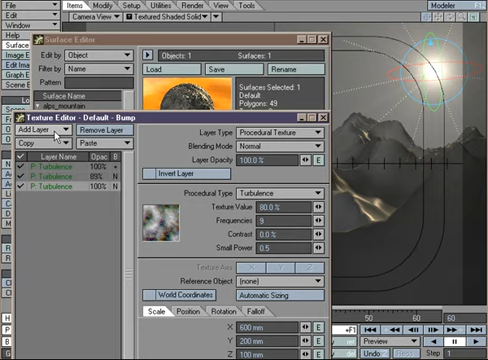 File
Edit
Window
Help
Surface
Items Modify Setup Utilities Render View Tools
Modeler
Camera View Textured Shaded Solid
Surface Editor
Edit by Object
Filter by Name
Pattern
Surface Name
alps_mountain
Objects: 1 Surfaces: 1
Load Save Rename
Surfaces Selected: 1
Default
Polygons: 49
Texture Editor - Default - Bump
Add Layer Remove Layer
Copy Paste
Layer Name Opac B
P: Turbulence 100% +
P: Turbulence 89% N
P: Turbulence 100% N
Layer Type Procedural Texture
Blending Mode Normal
Layer Opacity 100.0 % E
Invert Layer
Procedural Type Turbulence
Texture Value 80.0 %
Frequencies 9
Contrast 0.0 %
Small Power 0.5
Texture Axis X Y Z
Reference Object (none)
World Coordinates Automatic Sizing
Scale Position Rotation Falloff
X 600 mm E
Y 200 mm
Z 100 mm
50 60
+F1
Preview
Undo Step